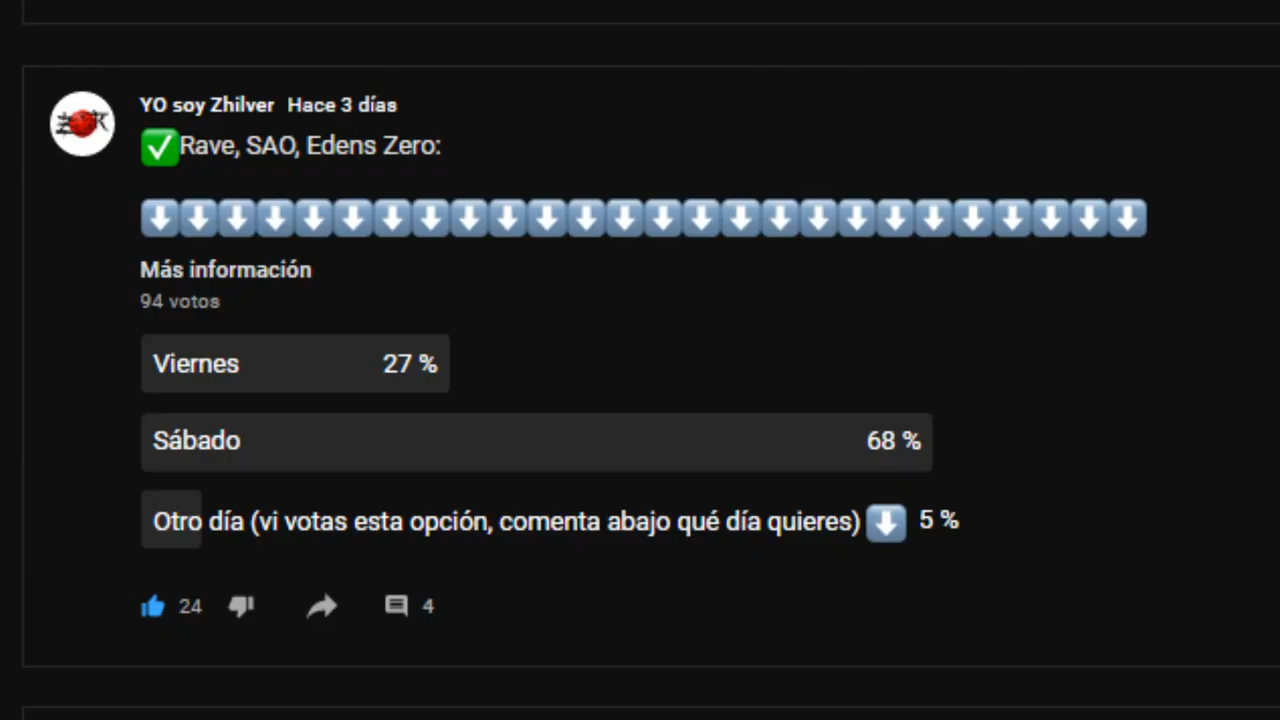 YO soy Zhilver Hace 3 días
✅Rave, SAO, Edens Zero:
⬇⬇⬇⬇⬇⬇⬇⬇⬇⬇⬇⬇⬇⬇⬇⬇⬇⬇⬇⬇⬇⬇⬇⬇⬇⬇
Más información
94 votos
Viernes 27 %
Sábado 68 %
Otro día (vi votas esta opción, comenta abajo qué día quieres) ⬇ 5 %
24 4